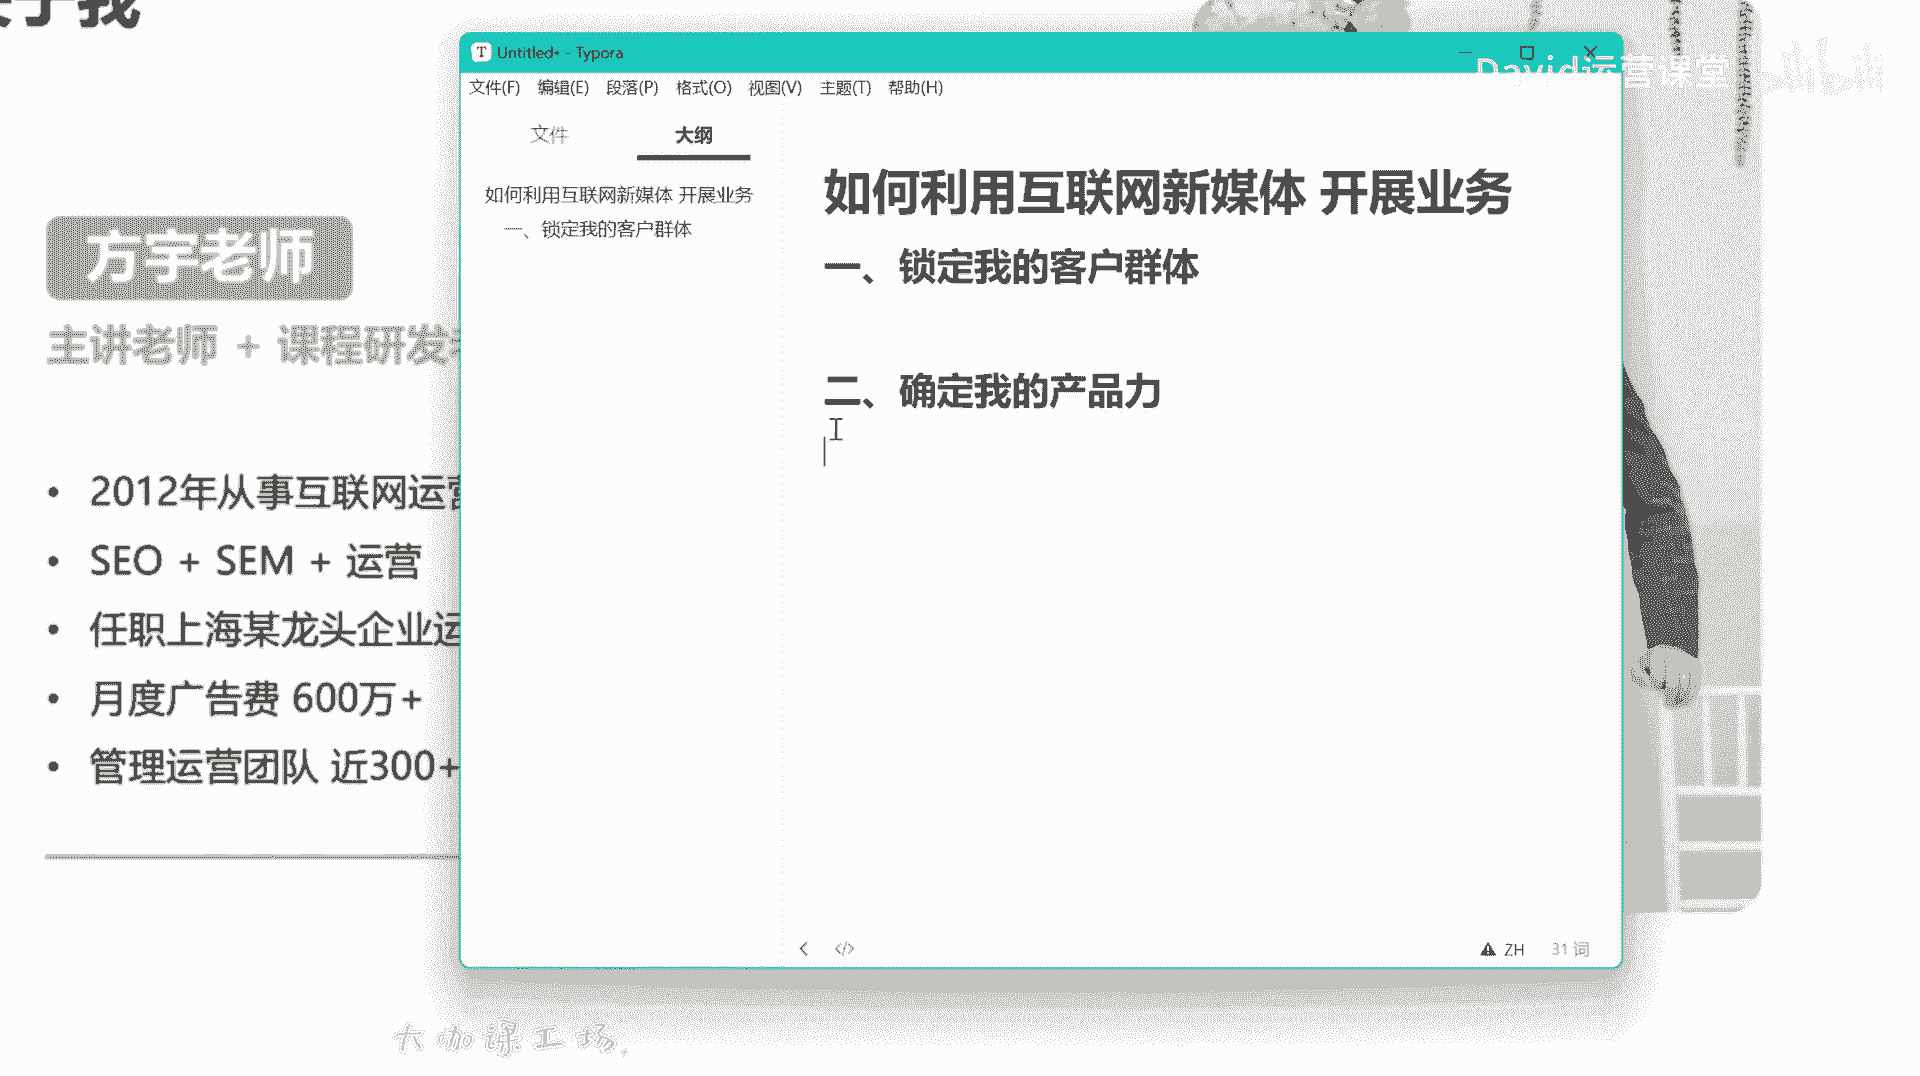 关于我
Untitled• - Typora
David运营课堂 bilibili
文件(F) 编辑(E) 段落(P) 格式(O) 视图(V) 主题(T) 帮助(H)
文件 大纲
如何利用互联网新媒体 开展业务
一、锁定我的客户群体
如何利用互联网新媒体 开展业务
一、锁定我的客户群体
二、确定我的产品力
ZH 31 词
方宇老师
主讲老师 + 课程研发
• 2012年从事互联网运营
• SEO + SEM + 运营
• 任职上海某龙头企业运
• 月度广告费 600万+
• 管理运营团队 近300+
大咖课工场.